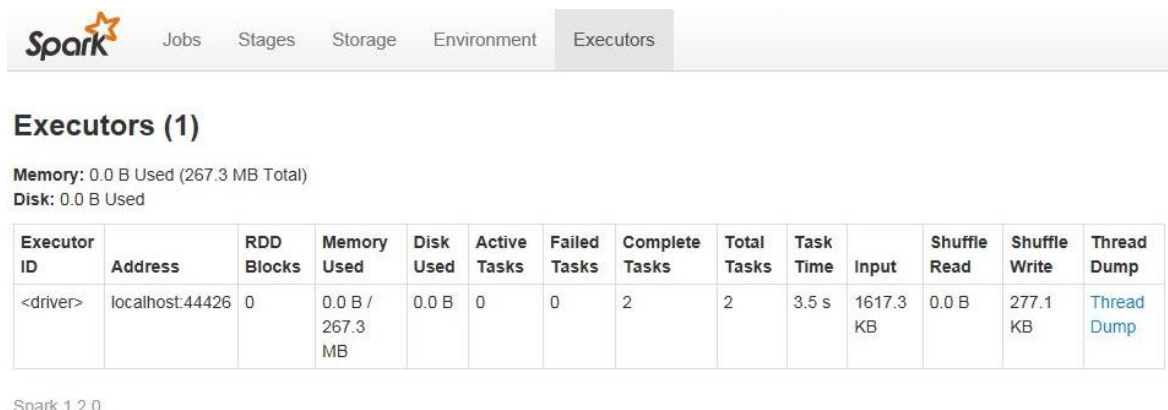 Spark
Jobs Stages Storage Environment Executors
Executors (1)
Memory: 0.0 B Used (267.3 MB Total)
Disk: 0.0 B Used
Executor ID Address RDD Blocks Memory Used Disk Used Active Tasks Failed Tasks Complete Tasks Total Tasks Task Time Input Shuffle Read Shuffle Write Thread Dump
<driver> localhost:44426 0 0.0 B / 267.3 MB 0.0 B 0 0 2 2 3.5 s 1617.3 KB 0.0 B 277.1 KB Thread Dump
Spark 1.2.0